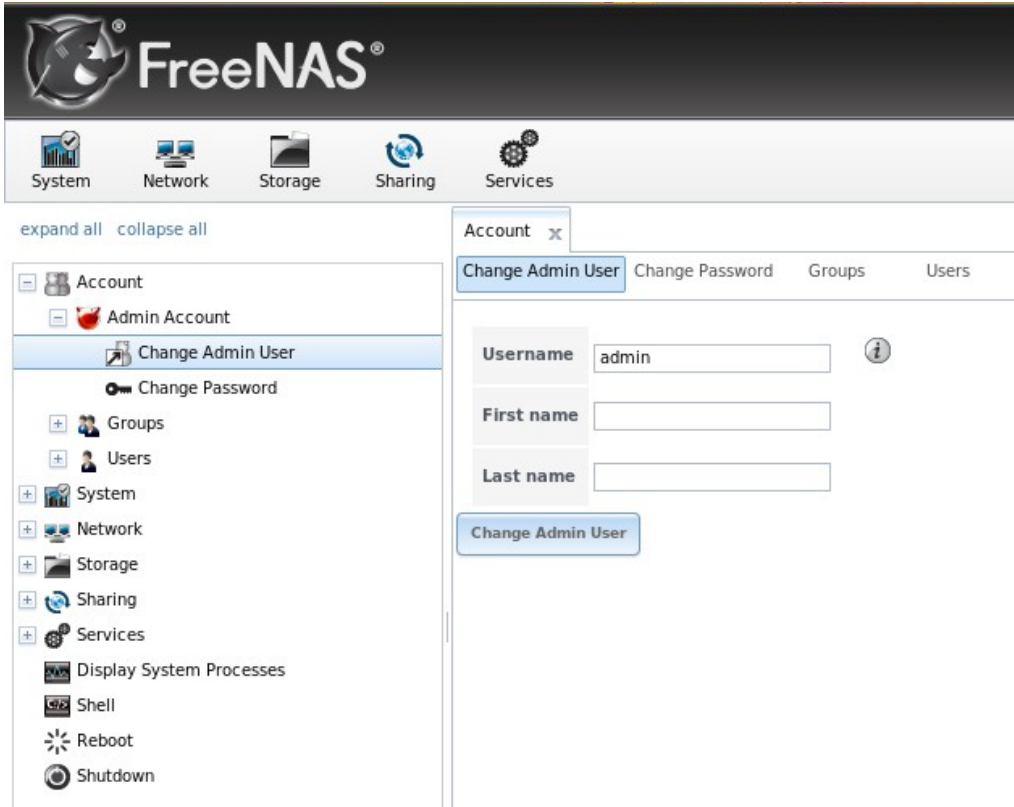 FreeNAS®
System Network Storage Sharing Services
expand all collapse all
Account
Admin Account
Change Admin User
Change Password
Groups
Users
System
Network
Storage
Sharing
Services
Display System Processes
Shell
Reboot
Shutdown
Account x
Change Admin User Change Password Groups Users
Username admin i
First name
Last name
Change Admin User